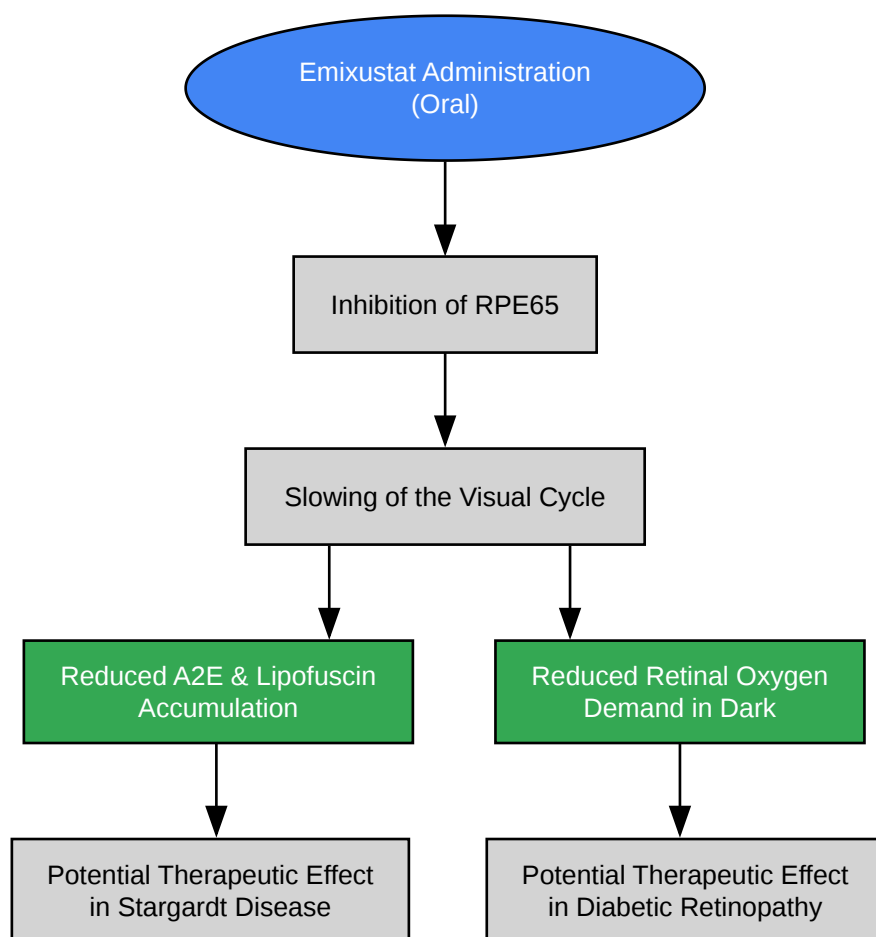 Emixustat Administration
(Oral)
Inhibition of RPE65
Slowing of the Visual Cycle
Reduced A2E & Lipofuscin
Accumulation
Reduced Retinal Oxygen
Demand in Dark
Potential Therapeutic Effect
in Stargardt Disease
Potential Therapeutic Effect
in Diabetic Retinopathy